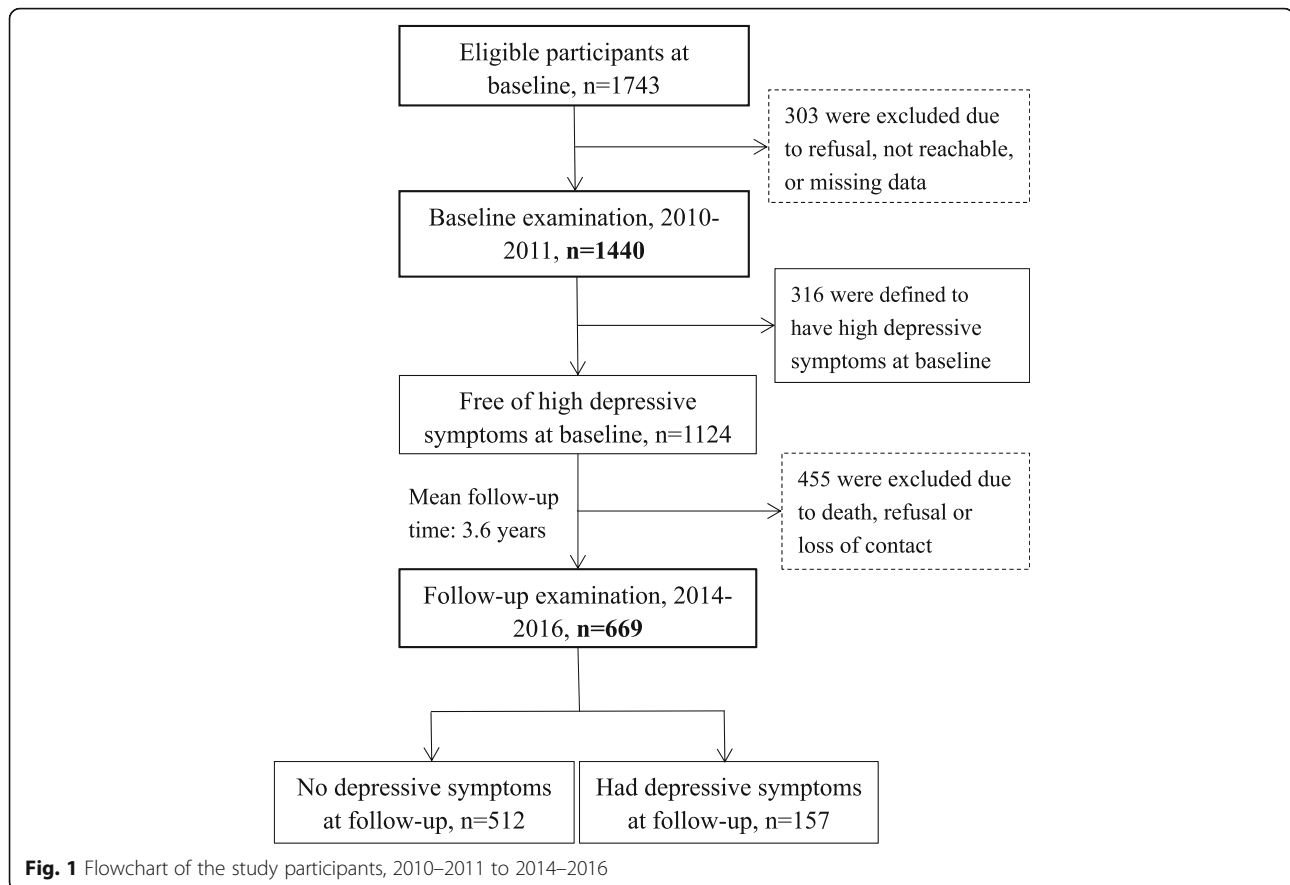 Eligible participants at
baseline, n=1743
303 were excluded due
to refusal, not reachable,
or missing data
Baseline examination, 2010-
2011, n=1440
316 were defined to
have high depressive
symptoms at baseline
Free of high depressive
symptoms at baseline, n=1124
Mean follow-up
time: 3.6 years
455 were excluded due
to death, refusal or
loss of contact
Follow-up examination, 2014-
2016, n=669
No depressive symptoms
at follow-up, n=512
Had depressive symptoms
at follow-up, n=157
Fig. 1 Flowchart of the study participants, 2010–2011 to 2014–2016